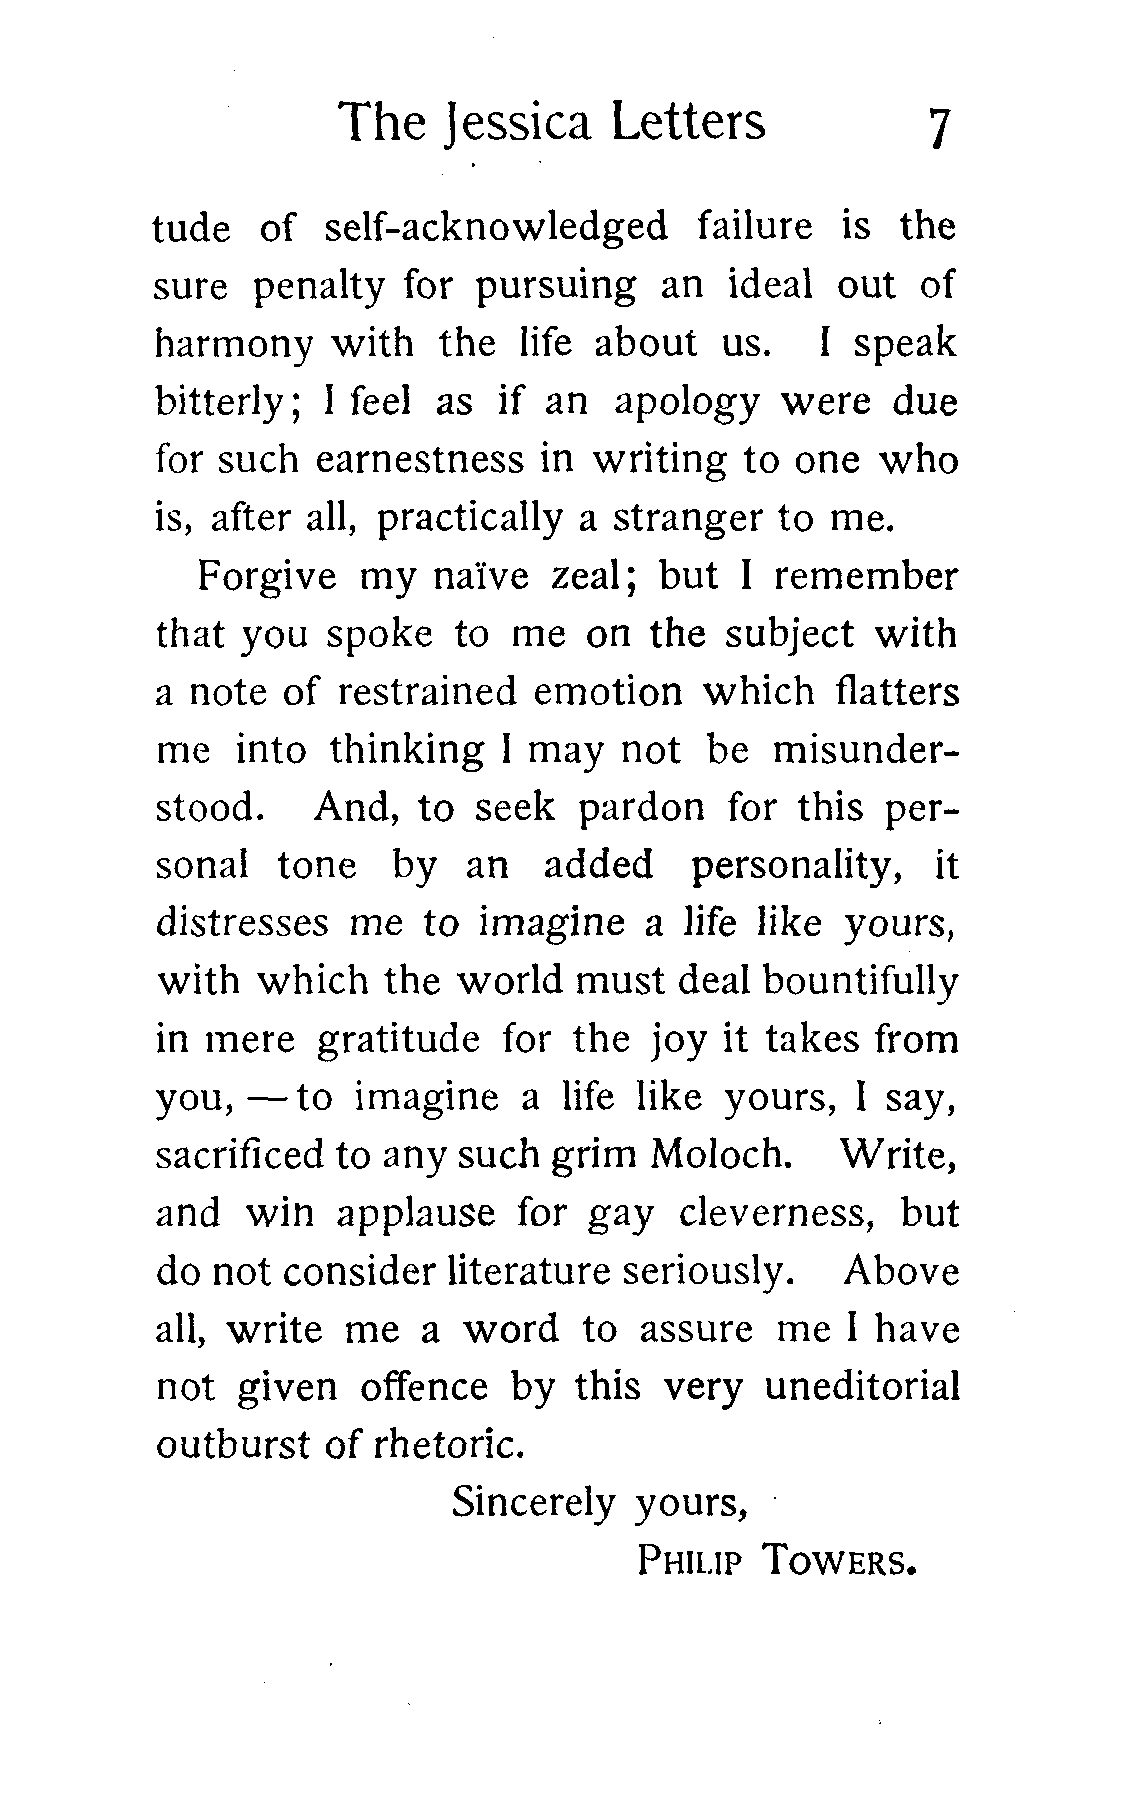 The Jessica Letters 7
tude of self-acknowledged failure is the
sure penalty for pursuing an ideal out of
harmony with the life about us. I speak
bitterly; I feel as if an apology were due
for such earnestness in writing to one who
is, after all, practically a stranger to me.
Forgive my naïve zeal; but I remember
that you spoke to me on the subject with
a note of restrained emotion which flatters
me into thinking I may not be misunder-
stood. And, to seek pardon for this per-
sonal tone by an added personality, it
distresses me to imagine a life like yours,
with which the world must deal bountifully
in mere gratitude for the joy it takes from
you, — to imagine a life like yours, I say,
sacrificed to any such grim Moloch. Write,
and win applause for gay cleverness, but
do not consider literature seriously. Above
all, write me a word to assure me I have
not given offence by this very uneditorial
outburst of rhetoric.
Sincerely yours,
PHILIP TOWERS.